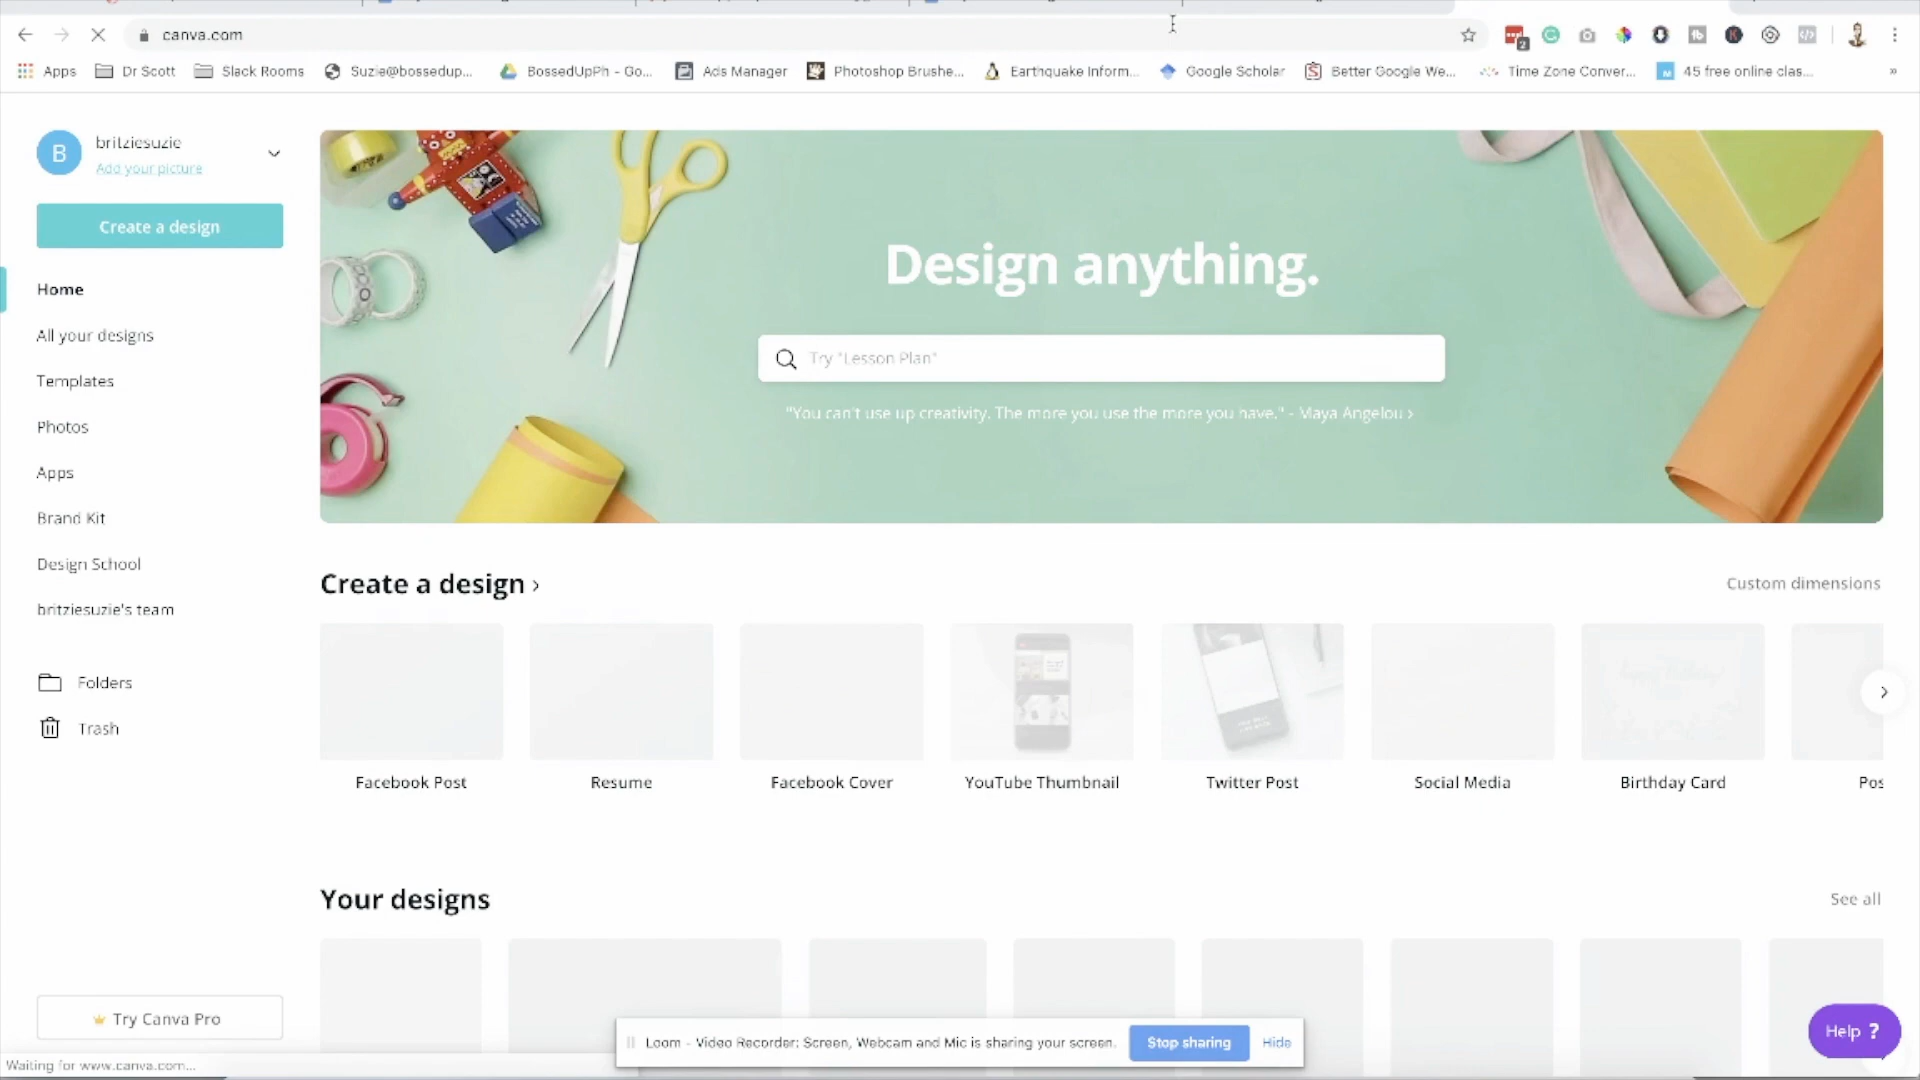 canva.com
2
Apps
Dr Scott
Slack Rooms
Suzie@bossedup...
BossedUpPh - Go...
Ads Manager
Photoshop Brushe...
Earthquake Inform...
Google Scholar
Better Google We...
Time Zone Conver...
45 free online clas...
»
B
britziesuzie
Add your picture
Create a design
Home
All your designs
Templates
Photos
Apps
Brand Kit
Design School
britziesuzie's team
Folders
Trash
Try Canva Pro
Design anything.
Try "Lesson Plan"
"You can't use up creativity. The more you use the more you have." - Maya Angelou ›
Create a design ›
Custom dimensions
Facebook Post
Resume
Facebook Cover
YouTube Thumbnail
Twitter Post
Social Media
Birthday Card
Pos
Your designs
See all
Loom - Video Recorder: Screen, Webcam and Mic is sharing your screen.
Stop sharing
Hide
Help ?
Waiting for www.canva.com...